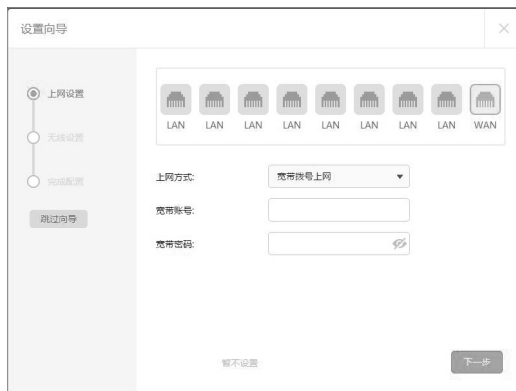 设置向导
上网设置
无线设置
完成配置
跳过向导
LAN LAN LAN LAN LAN LAN LAN LAN WAN
上网方式: 宽带拨号上网
宽带账号:
宽带密码:
暂不设置 下一步